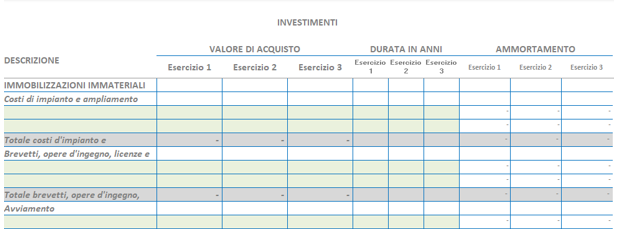 INVESTIMENTI
VALORE DI ACQUISTO DURATA IN ANNI AMMORTAMENTO
DESCRIZIONE Esercizio 1 Esercizio 2 Esercizio 3 Esercizio 1 Esercizio 2 Esercizio 3 Esercizio 1 Esercizio 2 Esercizio 3
IMMOBILIZZAZIONI IMMATERIALI
Costi di impianto e ampliamento
- - -
- - -
Totale costi d'impianto e - - - - - -
Brevetti, opere d'ingegno, licenze e
- - -
- - -
Totale brevetti, opere d'ingegno, - - - - - -
Avviamento
- - -